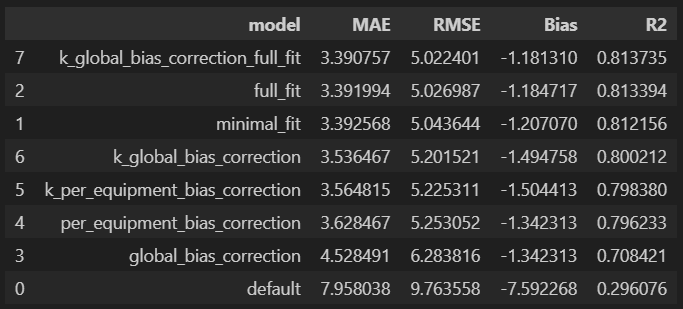 model MAE RMSE Bias R2
7 k_global_bias_correction_full_fit 3.390757 5.022401 -1.181310 0.813735
2 full_fit 3.391994 5.026987 -1.184717 0.813394
1 minimal_fit 3.392568 5.043644 -1.207070 0.812156
6 k_global_bias_correction 3.536467 5.201521 -1.494758 0.800212
5 k_per_equipment_bias_correction 3.564815 5.225311 -1.504413 0.798380
4 per_equipment_bias_correction 3.628467 5.253052 -1.342313 0.796233
3 global_bias_correction 4.528491 6.283816 -1.342313 0.708421
0 default 7.958038 9.763558 -7.592268 0.296076